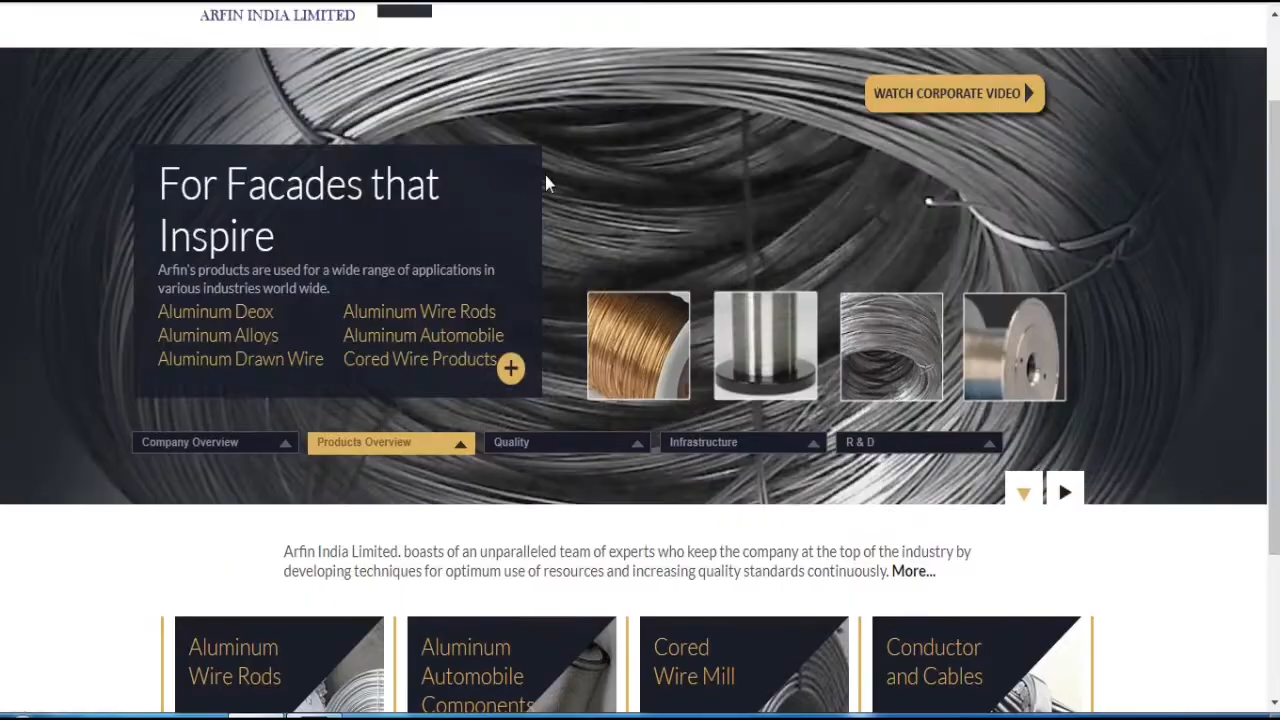 ARFIN INDIA LIMITED
WATCH CORPORATE VIDEO
For Facades that
Inspire
Arfin's products are used for a wide range of applications in
various industries world wide.
Aluminum Deox
Aluminum Wire Rods
Aluminum Alloys
Aluminum Automobile
Aluminum Drawn Wire
Cored Wire Products
Company Overview
Products Overview
Quality
Infrastructure
R & D
Arfin India Limited. boasts of an unparalleled team of experts who keep the company at the top of the industry by
developing techniques for optimum use of resources and increasing quality standards continuously. More...
Aluminum
Wire Rods
Aluminum
Automobile
Components
Cored
Wire Mill
Conductor
and Cables